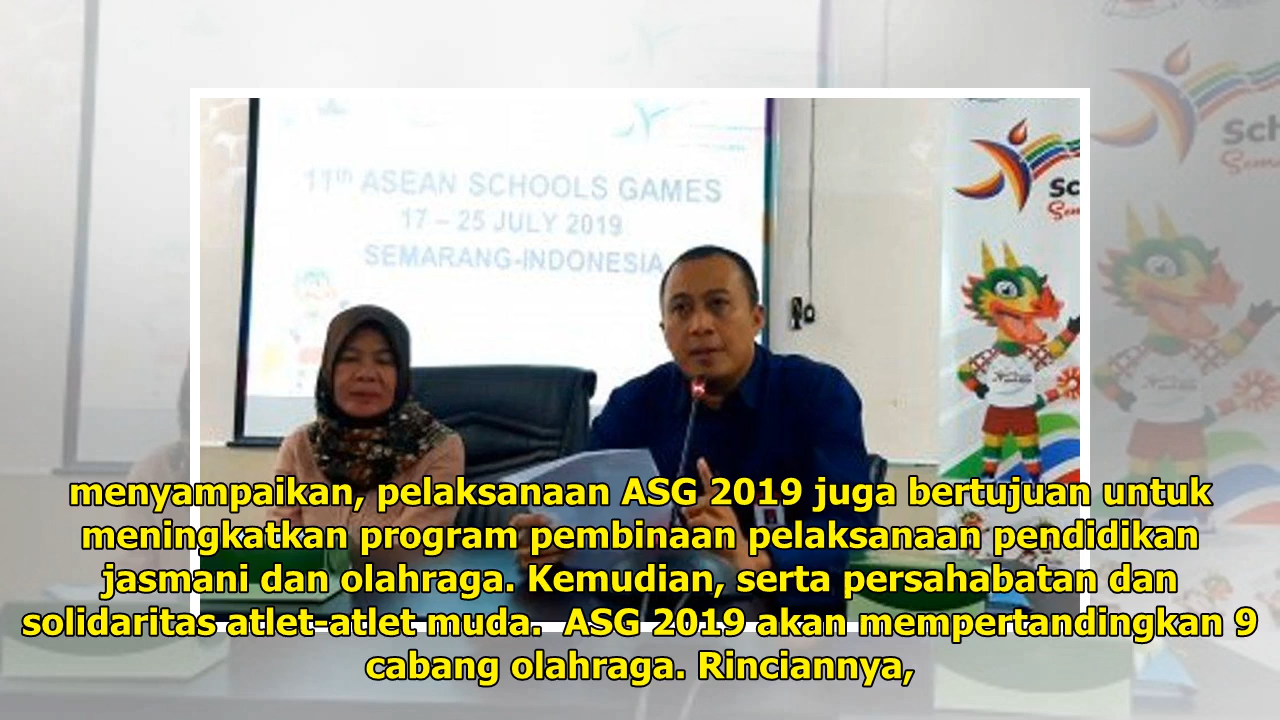 11th ASEAN SCHOOLS GAMES
17 – 25 JULY 2019
SEMARANG-INDONESIA
menyampaikan, pelaksanaan ASG 2019 juga bertujuan untuk
meningkatkan program pembinaan pelaksanaan pendidikan
jasmani dan olahraga. Kemudian, serta persahabatan dan
solidaritas atlet-atlet muda.  ASG 2019 akan mempertandingkan 9
cabang olahraga. Rinciannya,